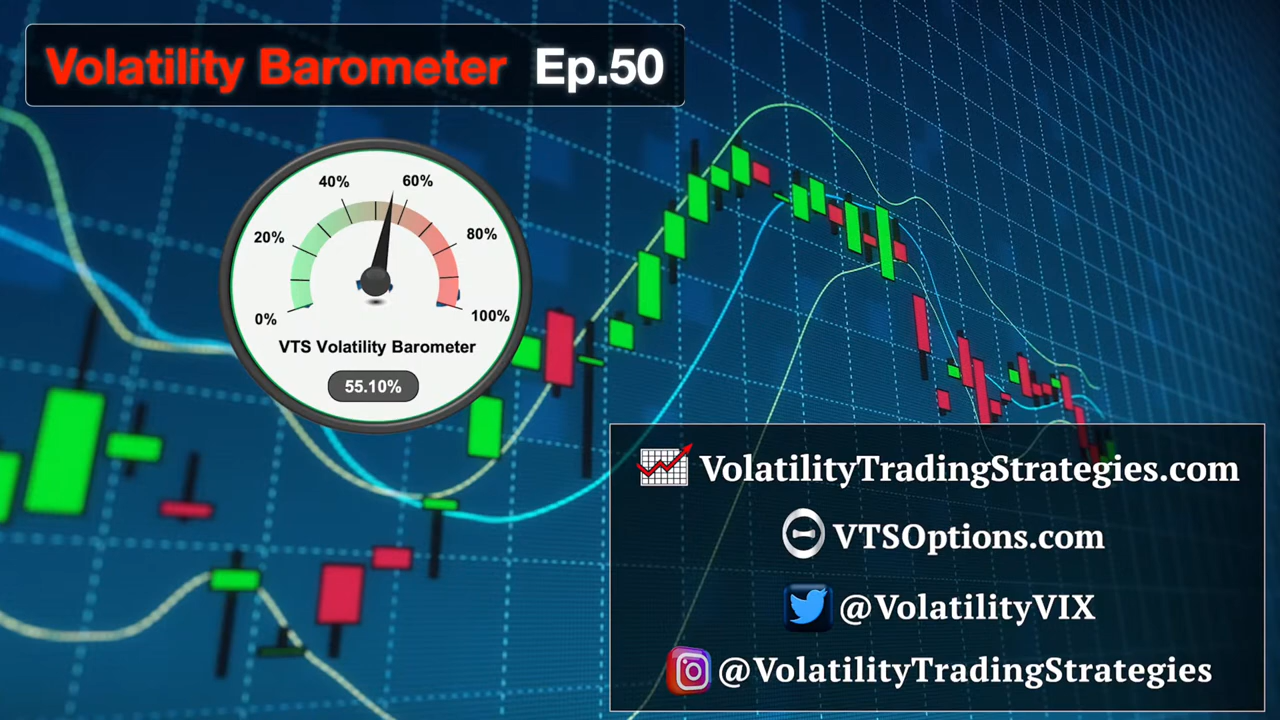 Volatility Barometer Ep.50
40% 60%
20% 80%
0% 100%
VTS Volatility Barometer
55.10%
VolatilityTradingStrategies.com
VTSOptions.com
@VolatilityVIX
@VolatilityTradingStrategies